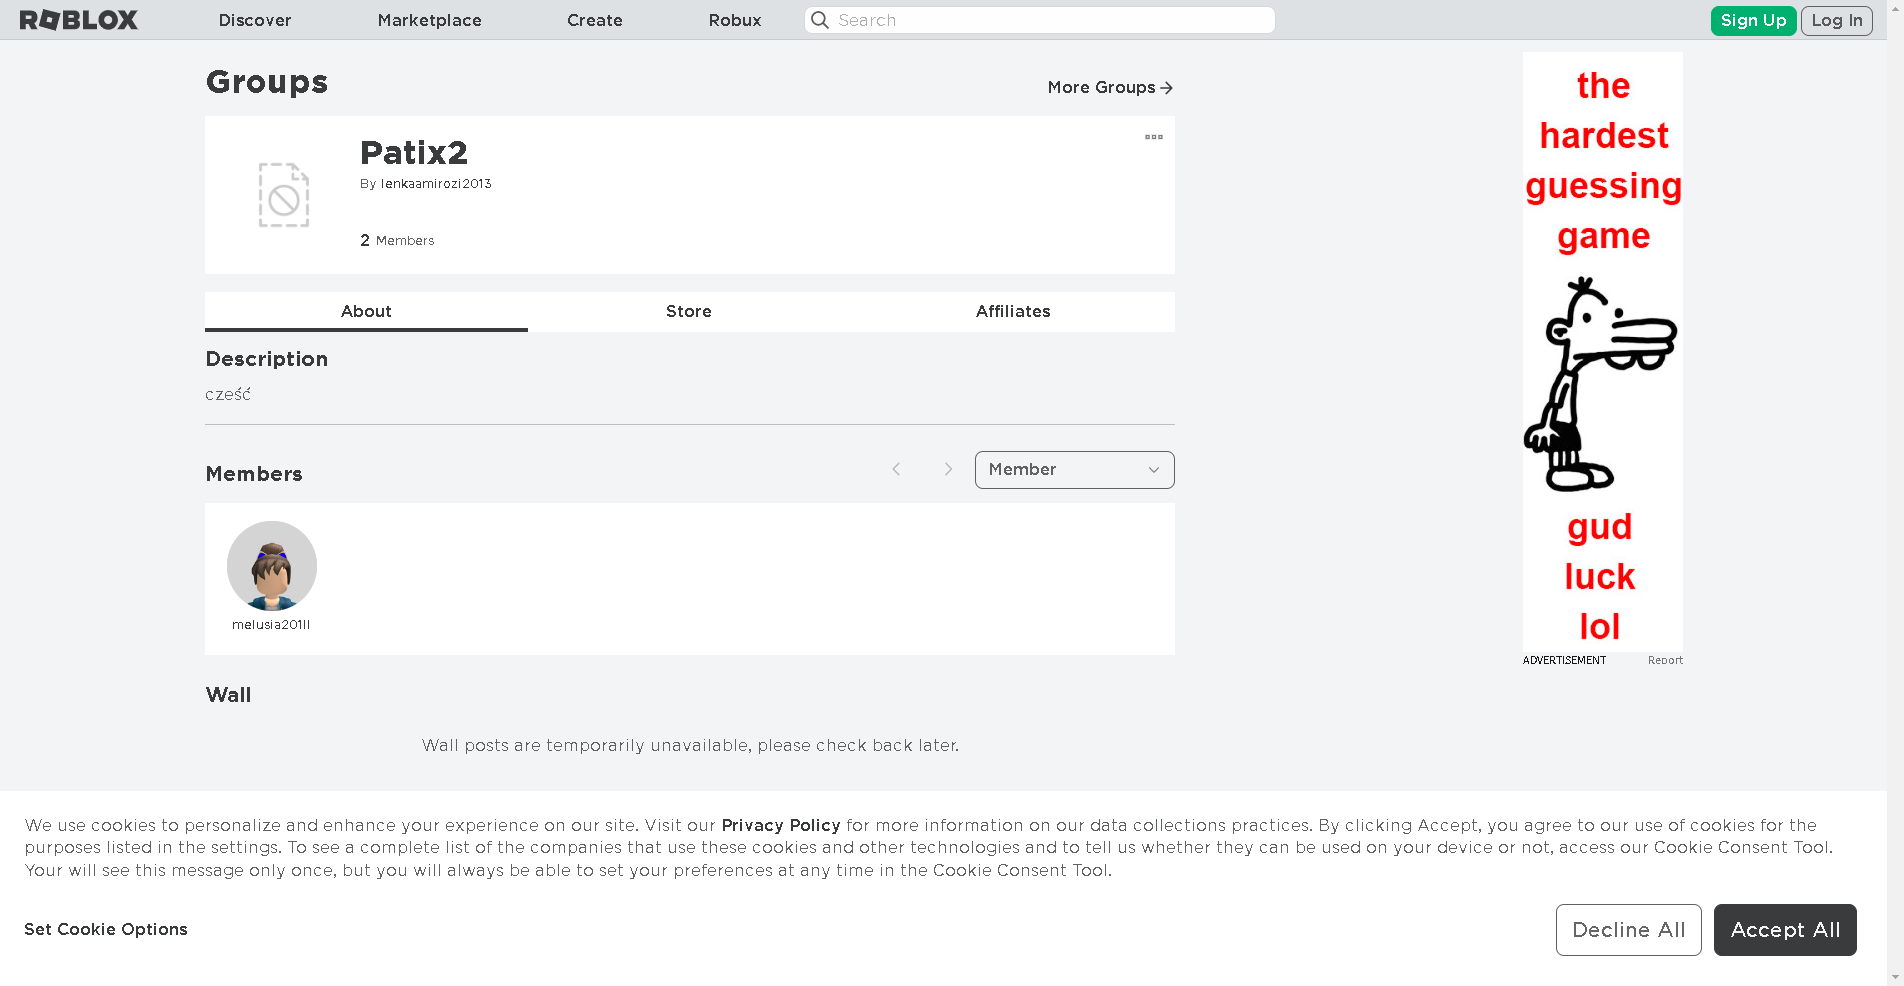 ROBLOX
Discover
Marketplace
Create
Robux
Search
Sign Up
Log In
Groups
More Groups
Patix2
By lenkaamirozi2013
2 Members
About
Store
Affiliates
Description
cześć
Members
Member
melusia201ll
Wall
Wall posts are temporarily unavailable, please check back later.
the
hardest
guessing
game
gud
luck
lol
ADVERTISEMENT
Report
We use cookies to personalize and enhance your experience on our site. Visit our Privacy Policy for more information on our data collections practices. By clicking Accept, you agree to our use of cookies for the
purposes listed in the settings. To see a complete list of the companies that use these cookies and other technologies and to tell us whether they can be used on your device or not, access our Cookie Consent Tool.
Your will see this message only once, but you will always be able to set your preferences at any time in the Cookie Consent Tool.
Set Cookie Options
Decline All
Accept All